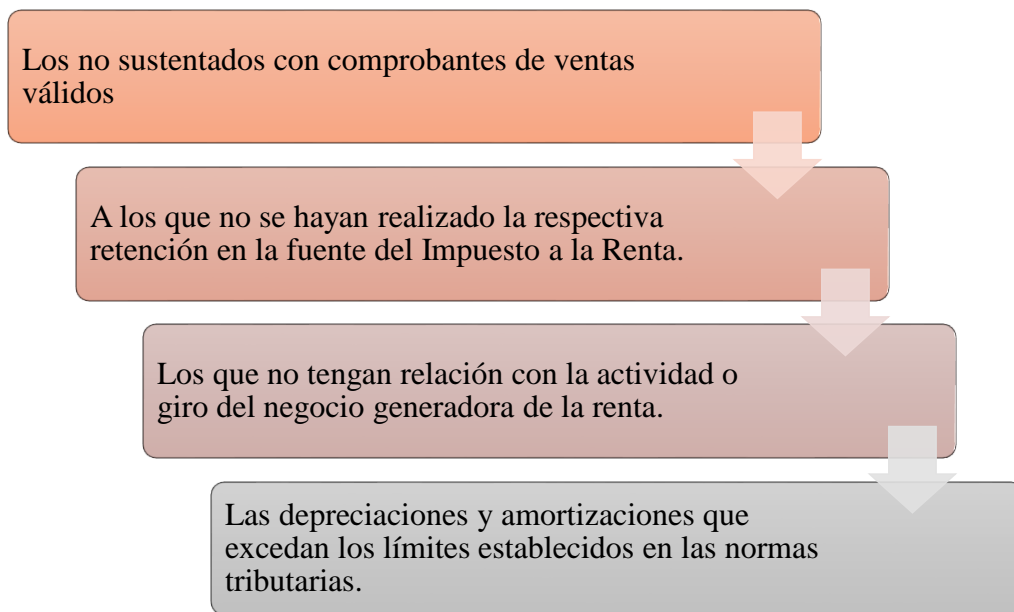 Los no sustentados con comprobantes de ventas
válidos
A los que no se hayan realizado la respectiva
retención en la fuente del Impuesto a la Renta.
Los que no tengan relación con la actividad o
giro del negocio generadora de la renta.
Las depreciaciones y amortizaciones que
excedan los límites establecidos en las normas
tributarias.